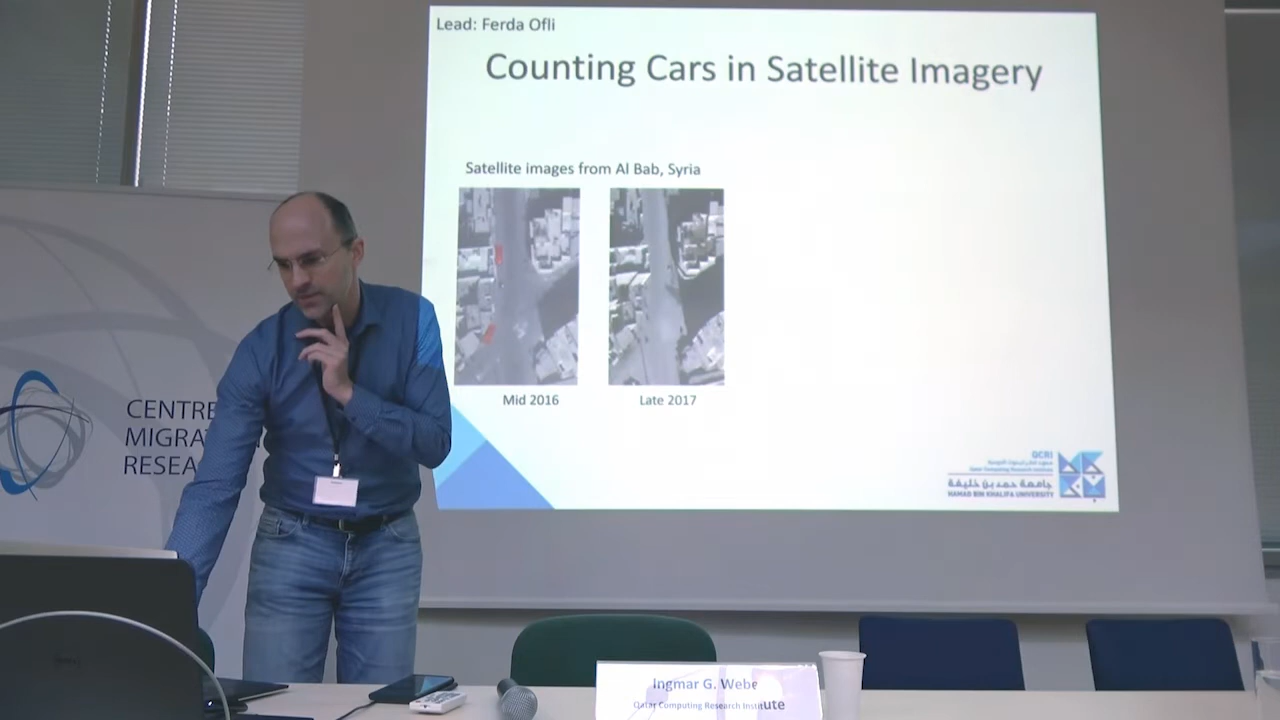 Lead: Ferda Ofli
Counting Cars in Satellite Imagery
Satellite images from Al Bab, Syria
Mid 2016
Late 2017
QCRI
Qatar Computing Research Institute
جامعة حمد بن خليفة
HAMAD BIN KHALIFA UNIVERSITY
CENTRE
MIGRA
RESEA
Ingmar G. Webe
Qatar Computing Research Institute